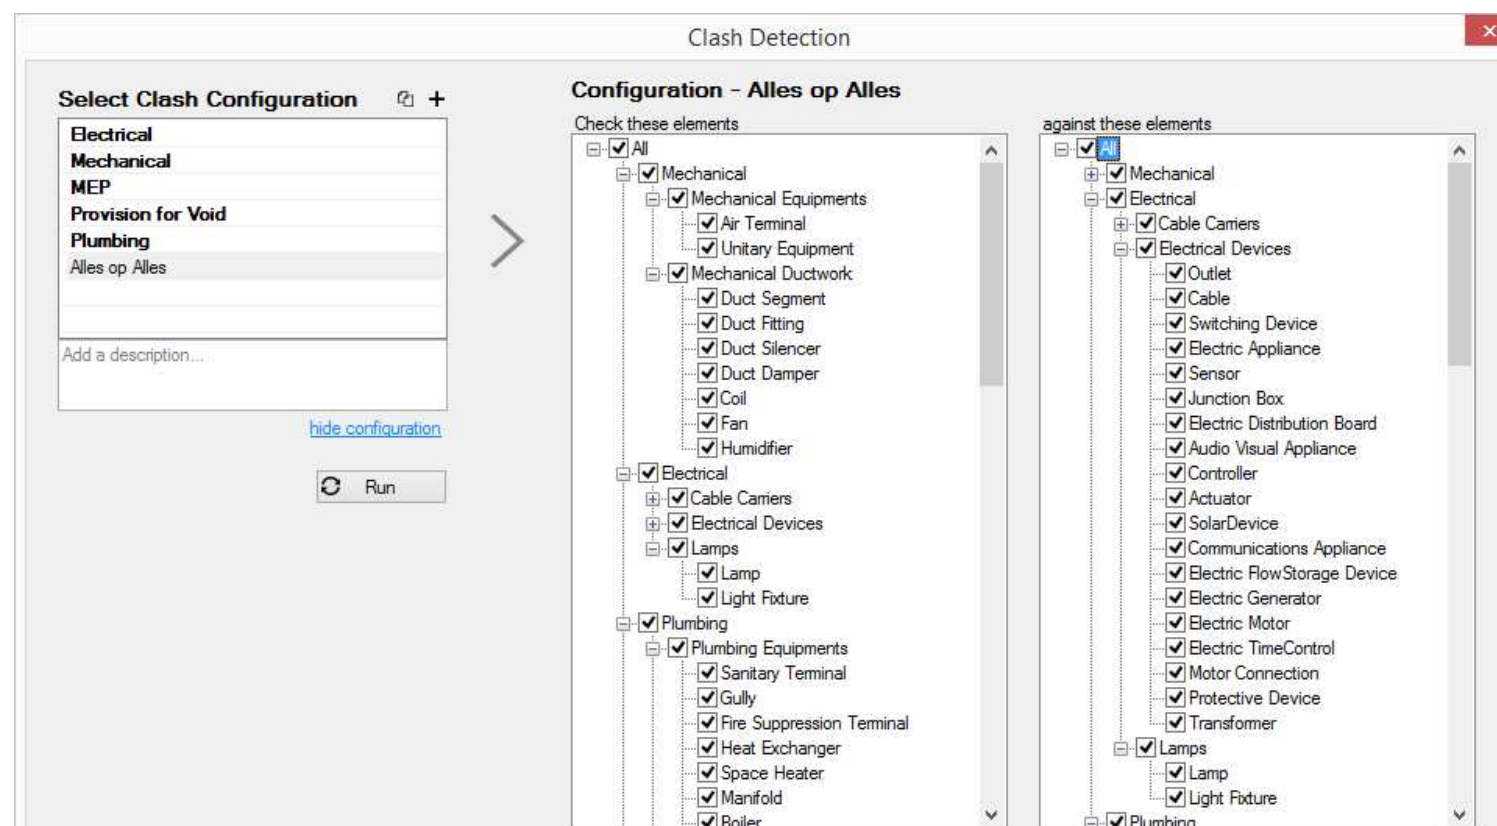 Clash Detection
Select Clash Configuration
Electrical
Mechanical
MEP
Provision for Void
Plumbing
Alles op Alles
Add a description...
hide configuration
Run
Configuration - Alles op Alles
Check these elements
All
Mechanical
Mechanical Equipments
Air Terminal
Unitary Equipment
Mechanical Ductwork
Duct Segment
Duct Fitting
Duct Silencer
Duct Damper
Coil
Fan
Humidifier
Electrical
Cable Carriers
Electrical Devices
Lamps
Lamp
Light Fixture
Plumbing
Plumbing Equipments
Sanitary Terminal
Gully
Fire Suppression Terminal
Heat Exchanger
Space Heater
Manifold
Boiler
against these elements
All
Mechanical
Electrical
Cable Carriers
Electrical Devices
Outlet
Cable
Switching Device
Electric Appliance
Sensor
Junction Box
Electric Distribution Board
Audio Visual Appliance
Controller
Actuator
SolarDevice
Communications Appliance
Electric FlowStorage Device
Electric Generator
Electric Motor
Electric TimeControl
Motor Connection
Protective Device
Transformer
Lamps
Lamp
Light Fixture
Plumbing